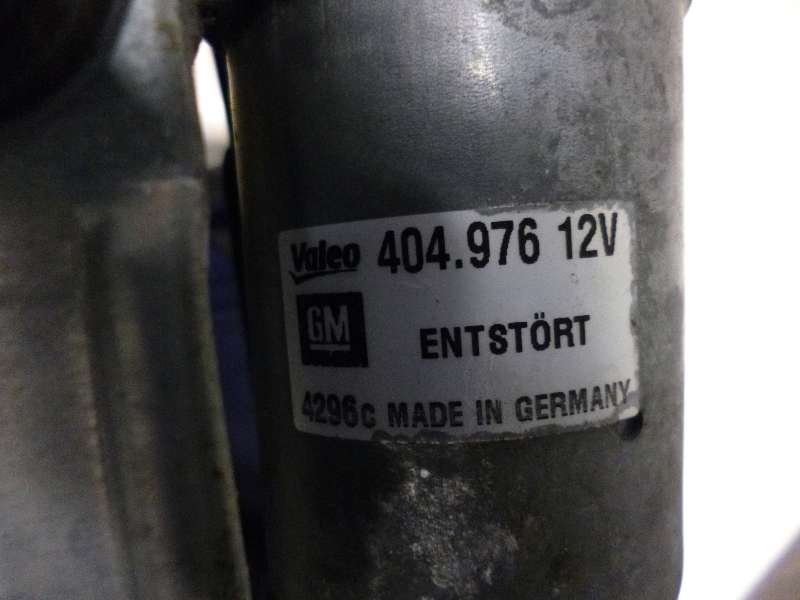 Valeo 404.976 12V
GM ENTSTÖRT
4296c MADE IN GERMANY